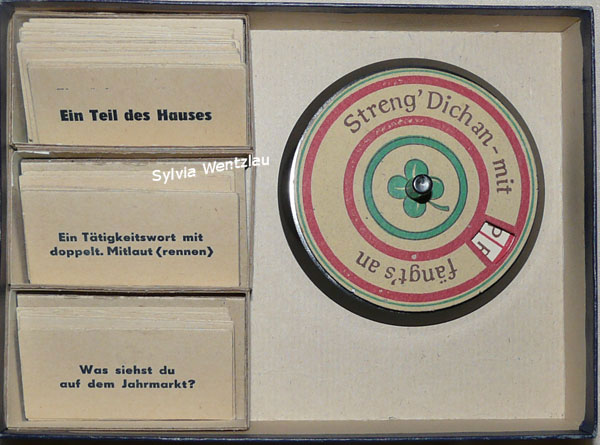 Ein Teil des Hauses
Sylvia Wentzlau
Ein Tätigkeitswort mit
doppelt. Mitlaut (rennen)
Was siehst du
auf dem Jahrmarkt?
Streng' Dich an - mit
fängt's an